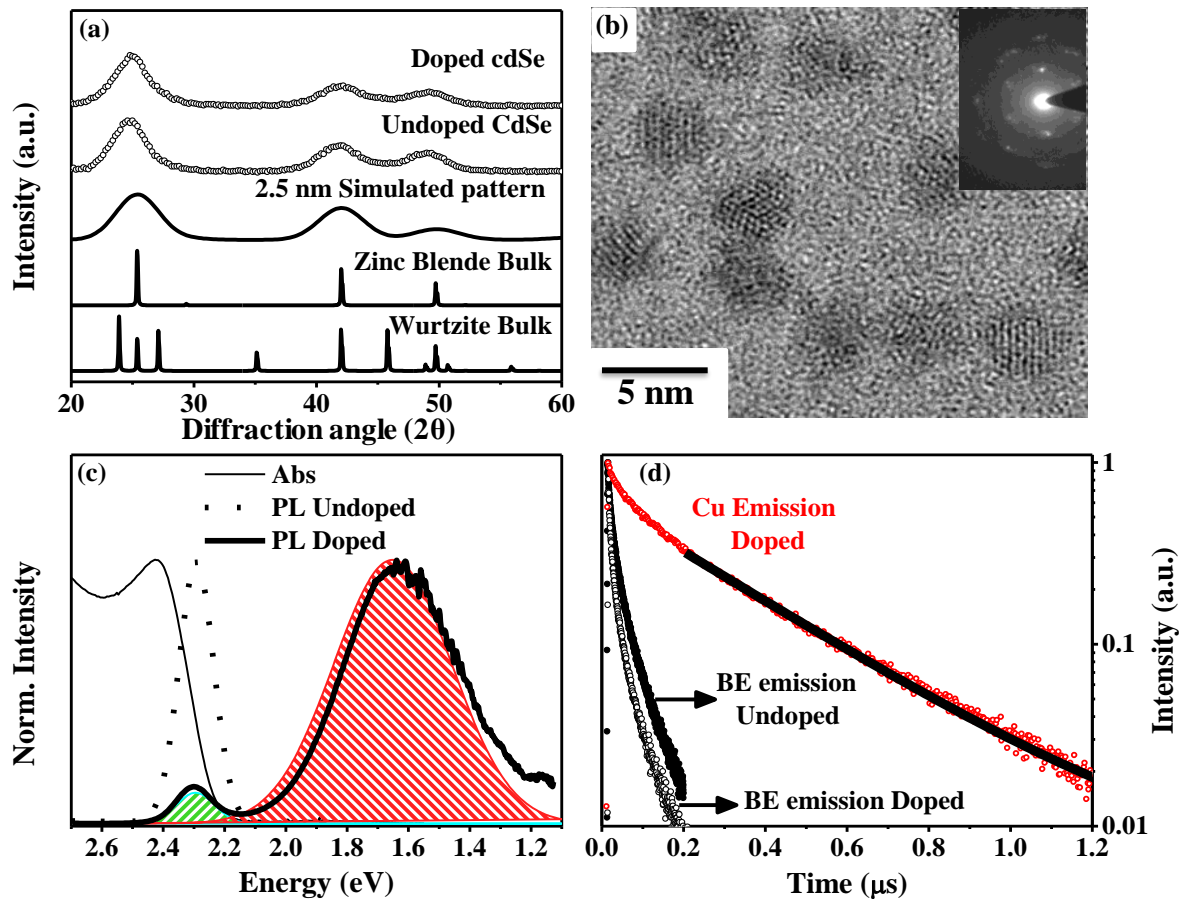 (a)
Doped cdSe
Undoped CdSe
2.5 nm Simulated pattern
Zinc Blende Bulk
Wurtzite Bulk
Intensity (a.u.)
20 30 40 50 60
Diffraction angle (2θ)
(b)
5 nm
(c)
Abs
PL Undoped
PL Doped
Norm. Intensity
2.6 2.4 2.2 2.0 1.8 1.6 1.4 1.2
Energy (eV)
(d)
Cu Emission
Doped
BE emission
Undoped
BE emission Doped
1
0.1
0.01
Intensity (a.u.)
0.0 0.2 0.4 0.6 0.8 1.0 1.2
Time (μs)